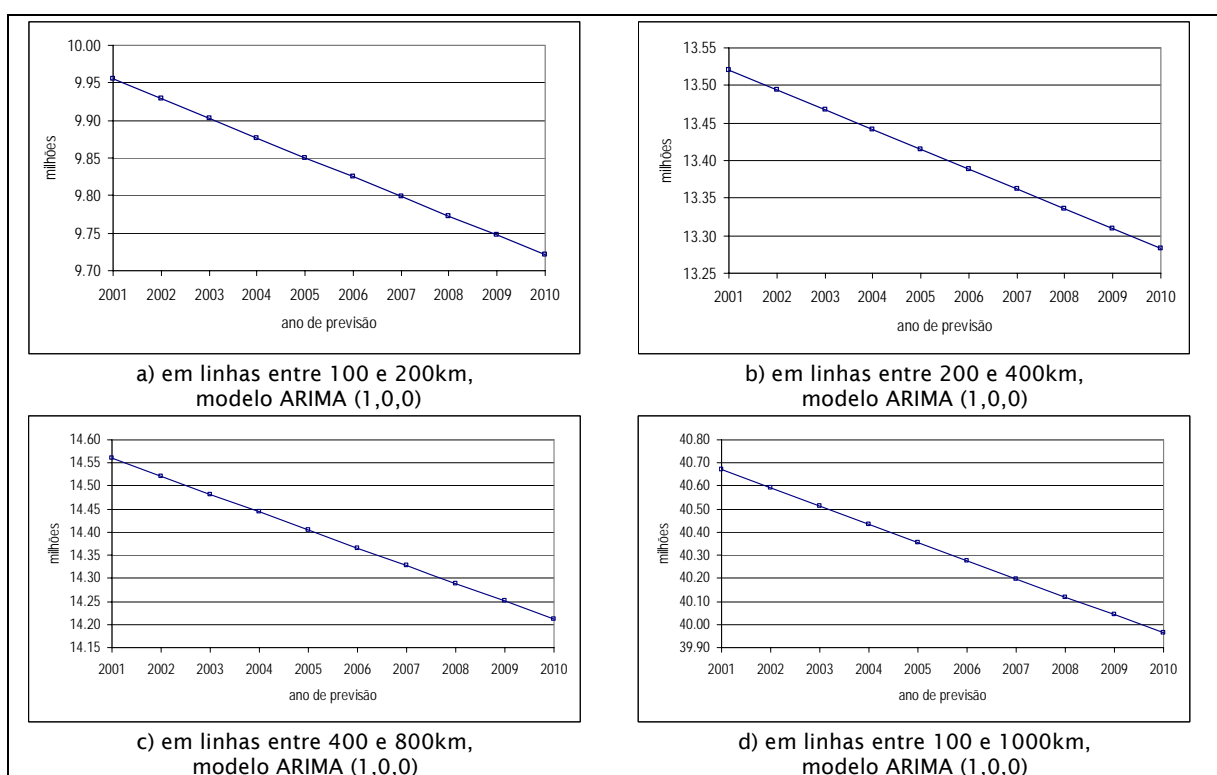 10.00
9.95
9.90
9.85
9.80
9.75
9.70
milhões
2001 2002 2003 2004 2005 2006 2007 2008 2009 2010
ano de previsão
a) em linhas entre 100 e 200km,
modelo ARIMA (1,0,0)
13.55
13.50
13.45
13.40
13.35
13.30
13.25
milhões
2001 2002 2003 2004 2005 2006 2007 2008 2009 2010
ano de previsão
b) em linhas entre 200 e 400km,
modelo ARIMA (1,0,0)
14.60
14.55
14.50
14.45
14.40
14.35
14.30
14.25
14.20
14.15
milhões
2001 2002 2003 2004 2005 2006 2007 2008 2009 2010
ano de previsão
c) em linhas entre 400 e 800km,
modelo ARIMA (1,0,0)
40.80
40.70
40.60
40.50
40.40
40.30
40.20
40.10
40.00
39.90
milhões
2001 2002 2003 2004 2005 2006 2007 2008 2009 2010
ano de previsão
d) em linhas entre 100 e 1000km,
modelo ARIMA (1,0,0)